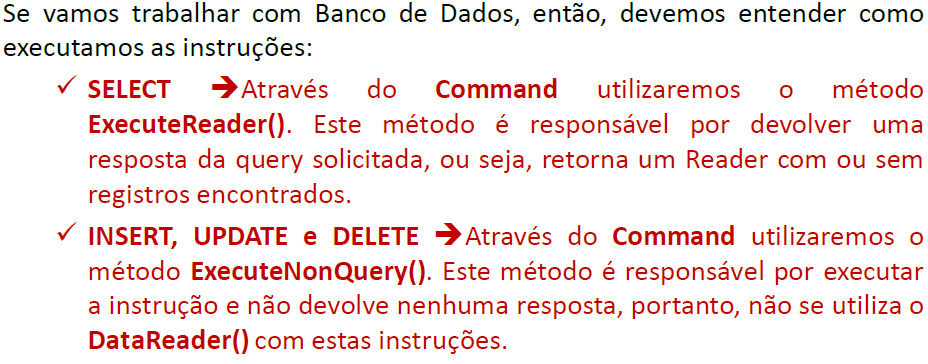 Se vamos trabalhar com Banco de Dados, então, devemos entender como
executamos as instruções:
✓ SELECT ➔Através do Command utilizaremos o método
ExecuteReader(). Este método é responsável por devolver uma
resposta da query solicitada, ou seja, retorna um Reader com ou sem
registros encontrados.
✓ INSERT, UPDATE e DELETE ➔Através do Command utilizaremos o
método ExecuteNonQuery(). Este método é responsável por executar
a instrução e não devolve nenhuma resposta, portanto, não se utiliza o
DataReader() com estas instruções.